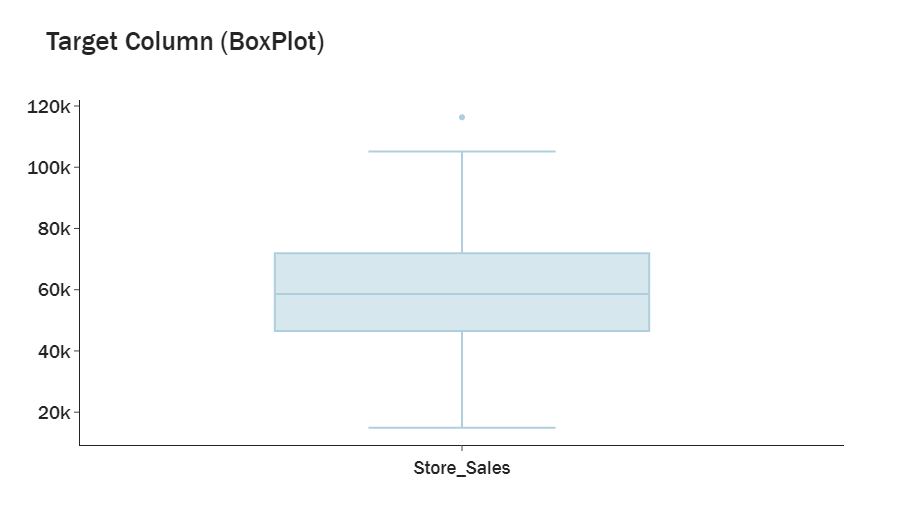 Target Column (BoxPlot)
120k
100k
80k
60k
40k
20k
Store_Sales